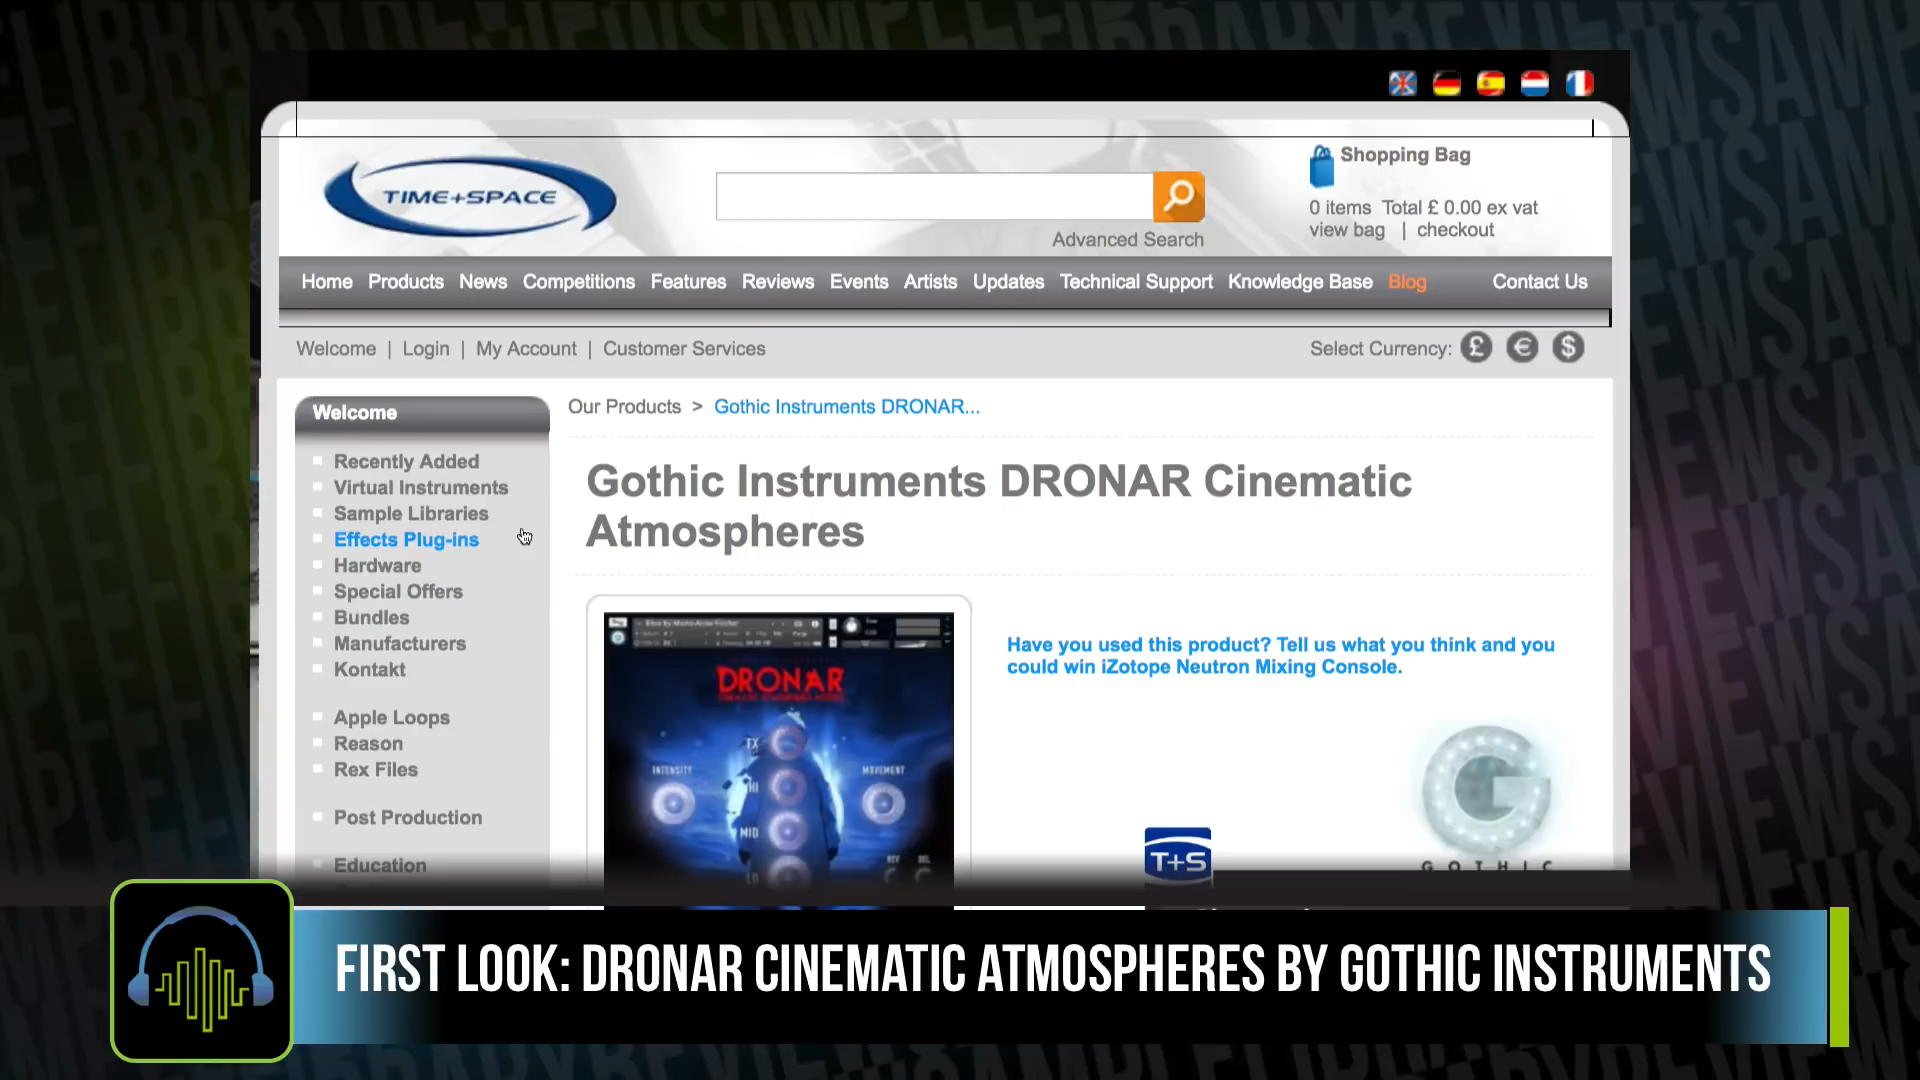 TIME+SPACE
Shopping Bag
0 items Total £ 0.00 ex vat
view bag | checkout
Advanced Search
Home Products News Competitions Features Reviews Events Artists Updates Technical Support Knowledge Base Blog Contact Us
Welcome | Login | My Account | Customer Services
Select Currency: £ € $
Welcome
Recently Added
Virtual Instruments
Sample Libraries
Effects Plug-ins
Hardware
Special Offers
Bundles
Manufacturers
Kontakt
Apple Loops
Reason
Rex Files
Post Production
Education
Our Products > Gothic Instruments DRONAR...
Gothic Instruments DRONAR Cinematic
Atmospheres
DRONAR
TX
INTENSITY
MOVEMENT
HI
MID
LO
Have you used this product? Tell us what you think and you
could win iZotope Neutron Mixing Console.
GOTHIC
T+S
FIRST LOOK: DRONAR CINEMATIC ATMOSPHERES BY GOTHIC INSTRUMENTS